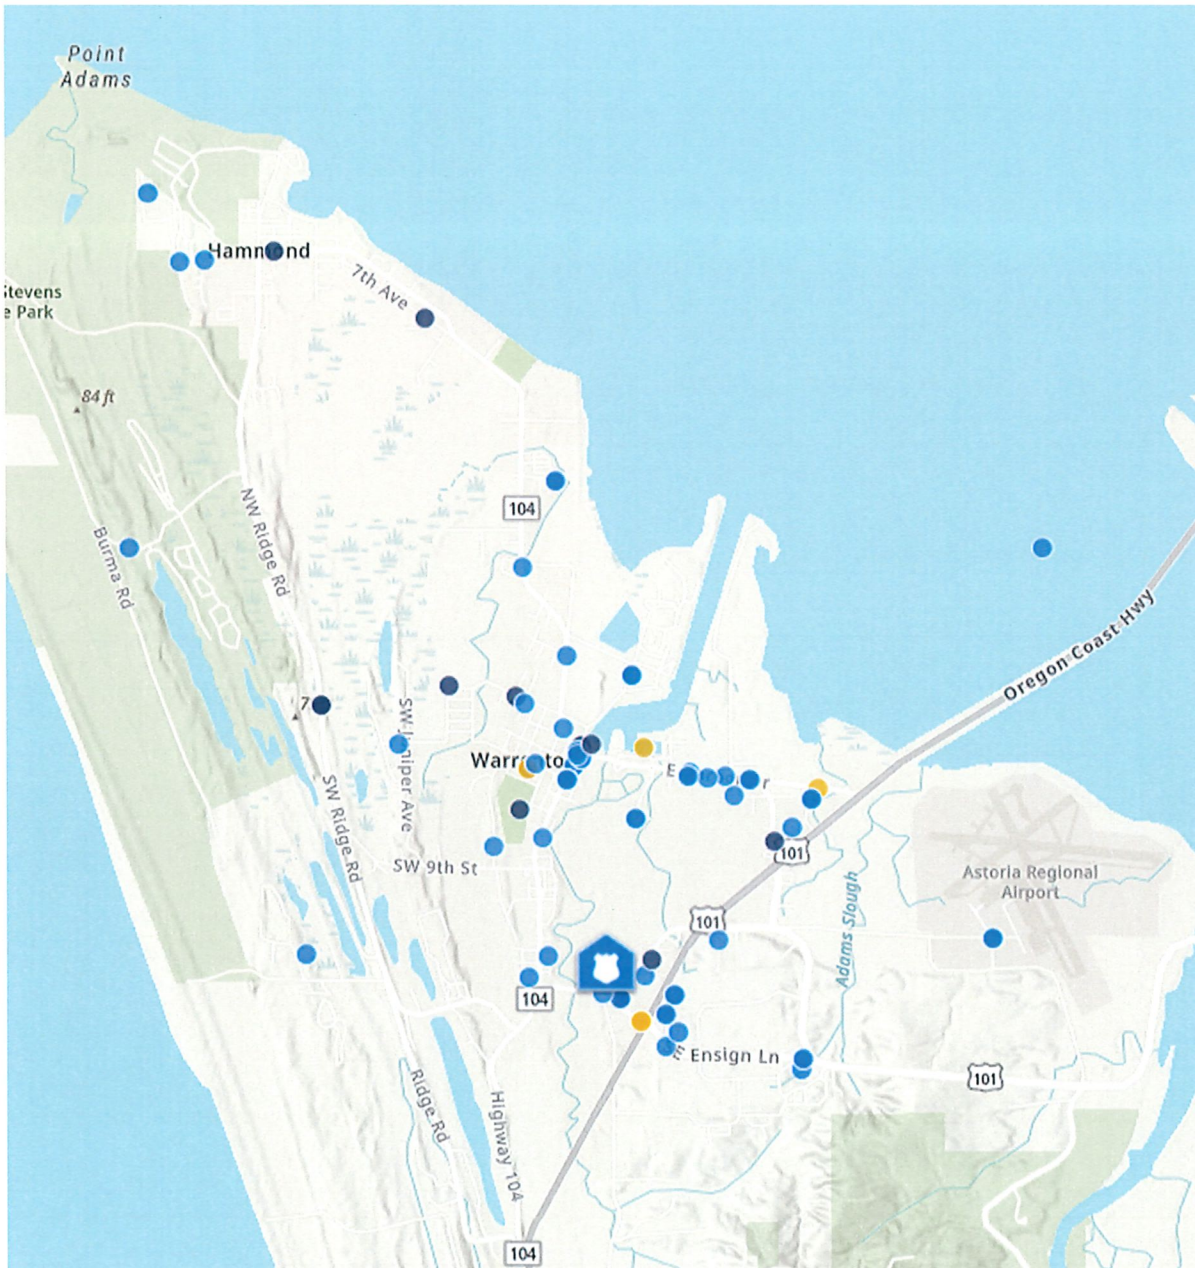 Point
Adams
Hammond
7th Ave
Stevens
e Park
84 ft
104
NW Ridge Rd
Burma Rd
Oregon Coast Hwy
7
SW Juniper Ave
Warrento
SW Ridge Rd
101
SW 9th St
Astoria Regional
Airport
101
Adams Slough
104
Ensign Ln
101
Ridge Rd
Highway 104
104